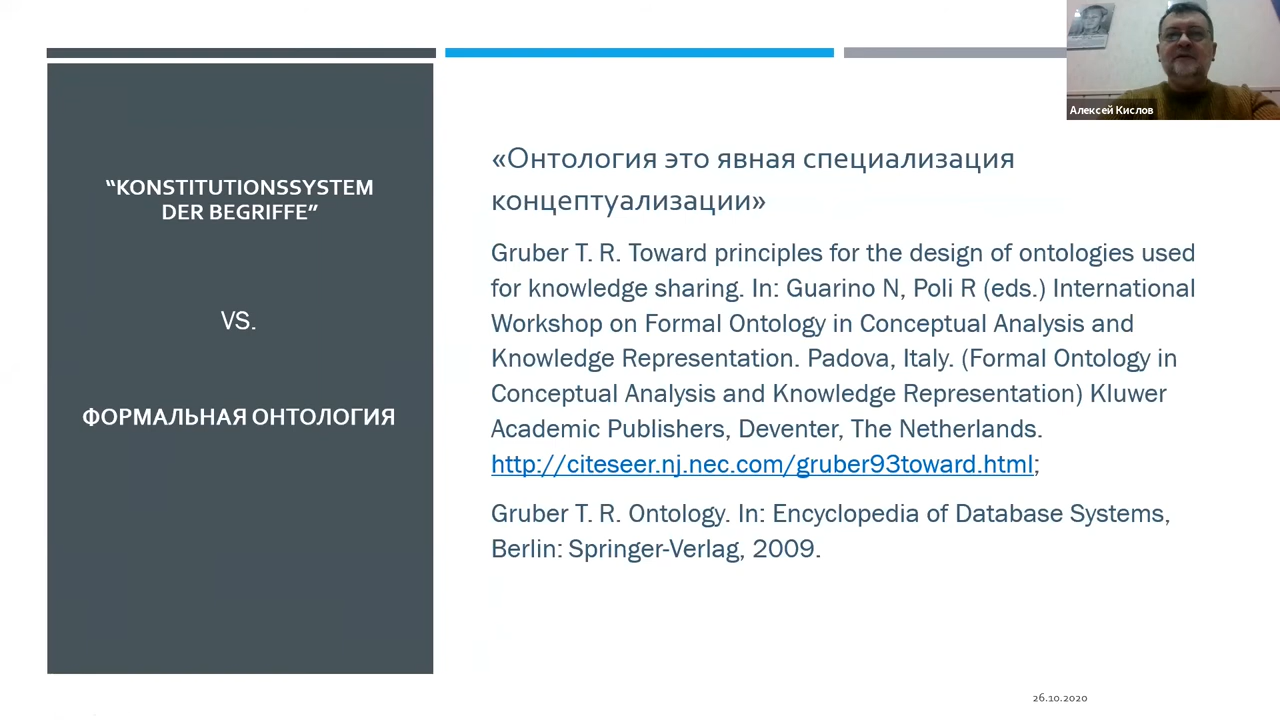 “KONSTITUTIONSSYSTEM
DER BEGRIFFE”
VS.
ФОРМАЛЬНАЯ ОНТОЛОГИЯ
«Онтология это явная специализация
концептуализации»
Gruber T. R. Toward principles for the design of ontologies used
for knowledge sharing. In: Guarino N, Poli R (eds.) International
Workshop on Formal Ontology in Conceptual Analysis and
Knowledge Representation. Padova, Italy. (Formal Ontology in
Conceptual Analysis and Knowledge Representation) Kluwer
Academic Publishers, Deventer, The Netherlands.
http://citeseer.nj.nec.com/gruber93toward.html;
Gruber T. R. Ontology. In: Encyclopedia of Database Systems,
Berlin: Springer-Verlag, 2009.
Алексей Кислов
26.10.2020